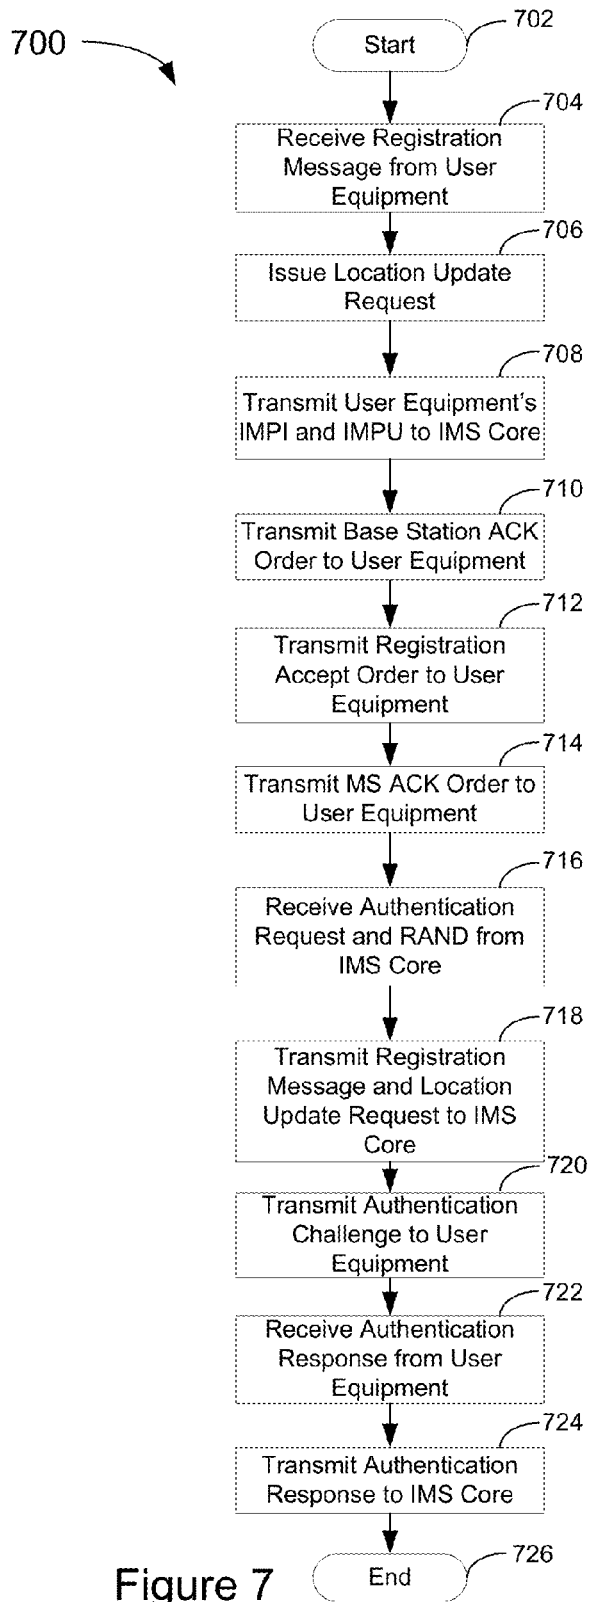 702
700
Start
704
Receive Registration
Message from User
Equipment
706
Issue Location Update
Request
708
Transmit User Equipment's
IMPI and IMPU to IMS Core
710
Transmit Base Station ACK
Order to User Equipment
712
Transmit Registration
Accept Order to User
Equipment
714
Transmit MS ACK Order to
User Equipment
716
Receive Authentication
Request and RAND from
IMS Core
718
Transmit Registration
Message and Location
Update Request to IMS
Core
720
Transmit Authentication
Challenge to User
Equipment
722
Receive Authentication
Response from User
Equipment
724
Transmit Authentication
Response to IMS Core
726
End
Figure 7